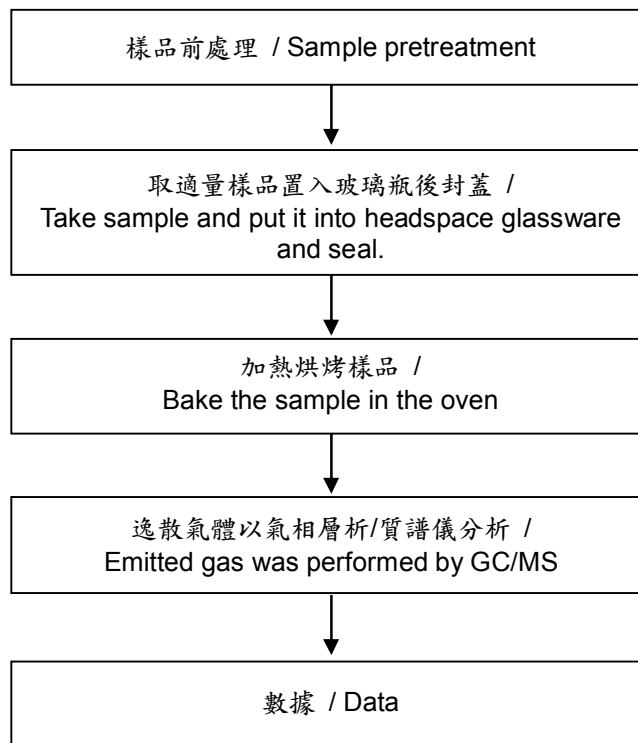 樣品前處理 / Sample pretreatment
取適量樣品置入玻璃瓶後封蓋 /
Take sample and put it into headspace glassware
and seal.
加熱烘烤樣品 /
Bake the sample in the oven
逸散氣體以氣相層析/質譜儀分析 /
Emitted gas was performed by GC/MS
數據 / Data